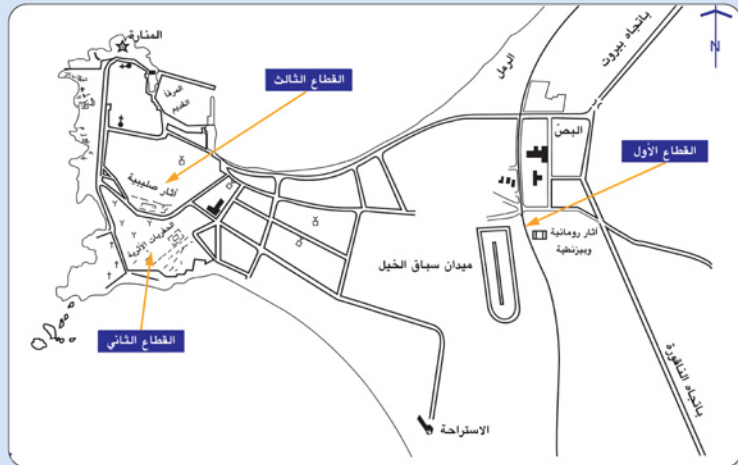 المنارة
المرفأ
القديم
القطاع الثالث
آثار صليبية
الحفريات الأثرية
القطاع الثاني
الرمل
باتجاه بيروت
N
البصّ
القطاع الأول
آثار رومانية
وبيزنطية
ميدان سباق الخيل
باتجاه الناقورة
الاستراحة